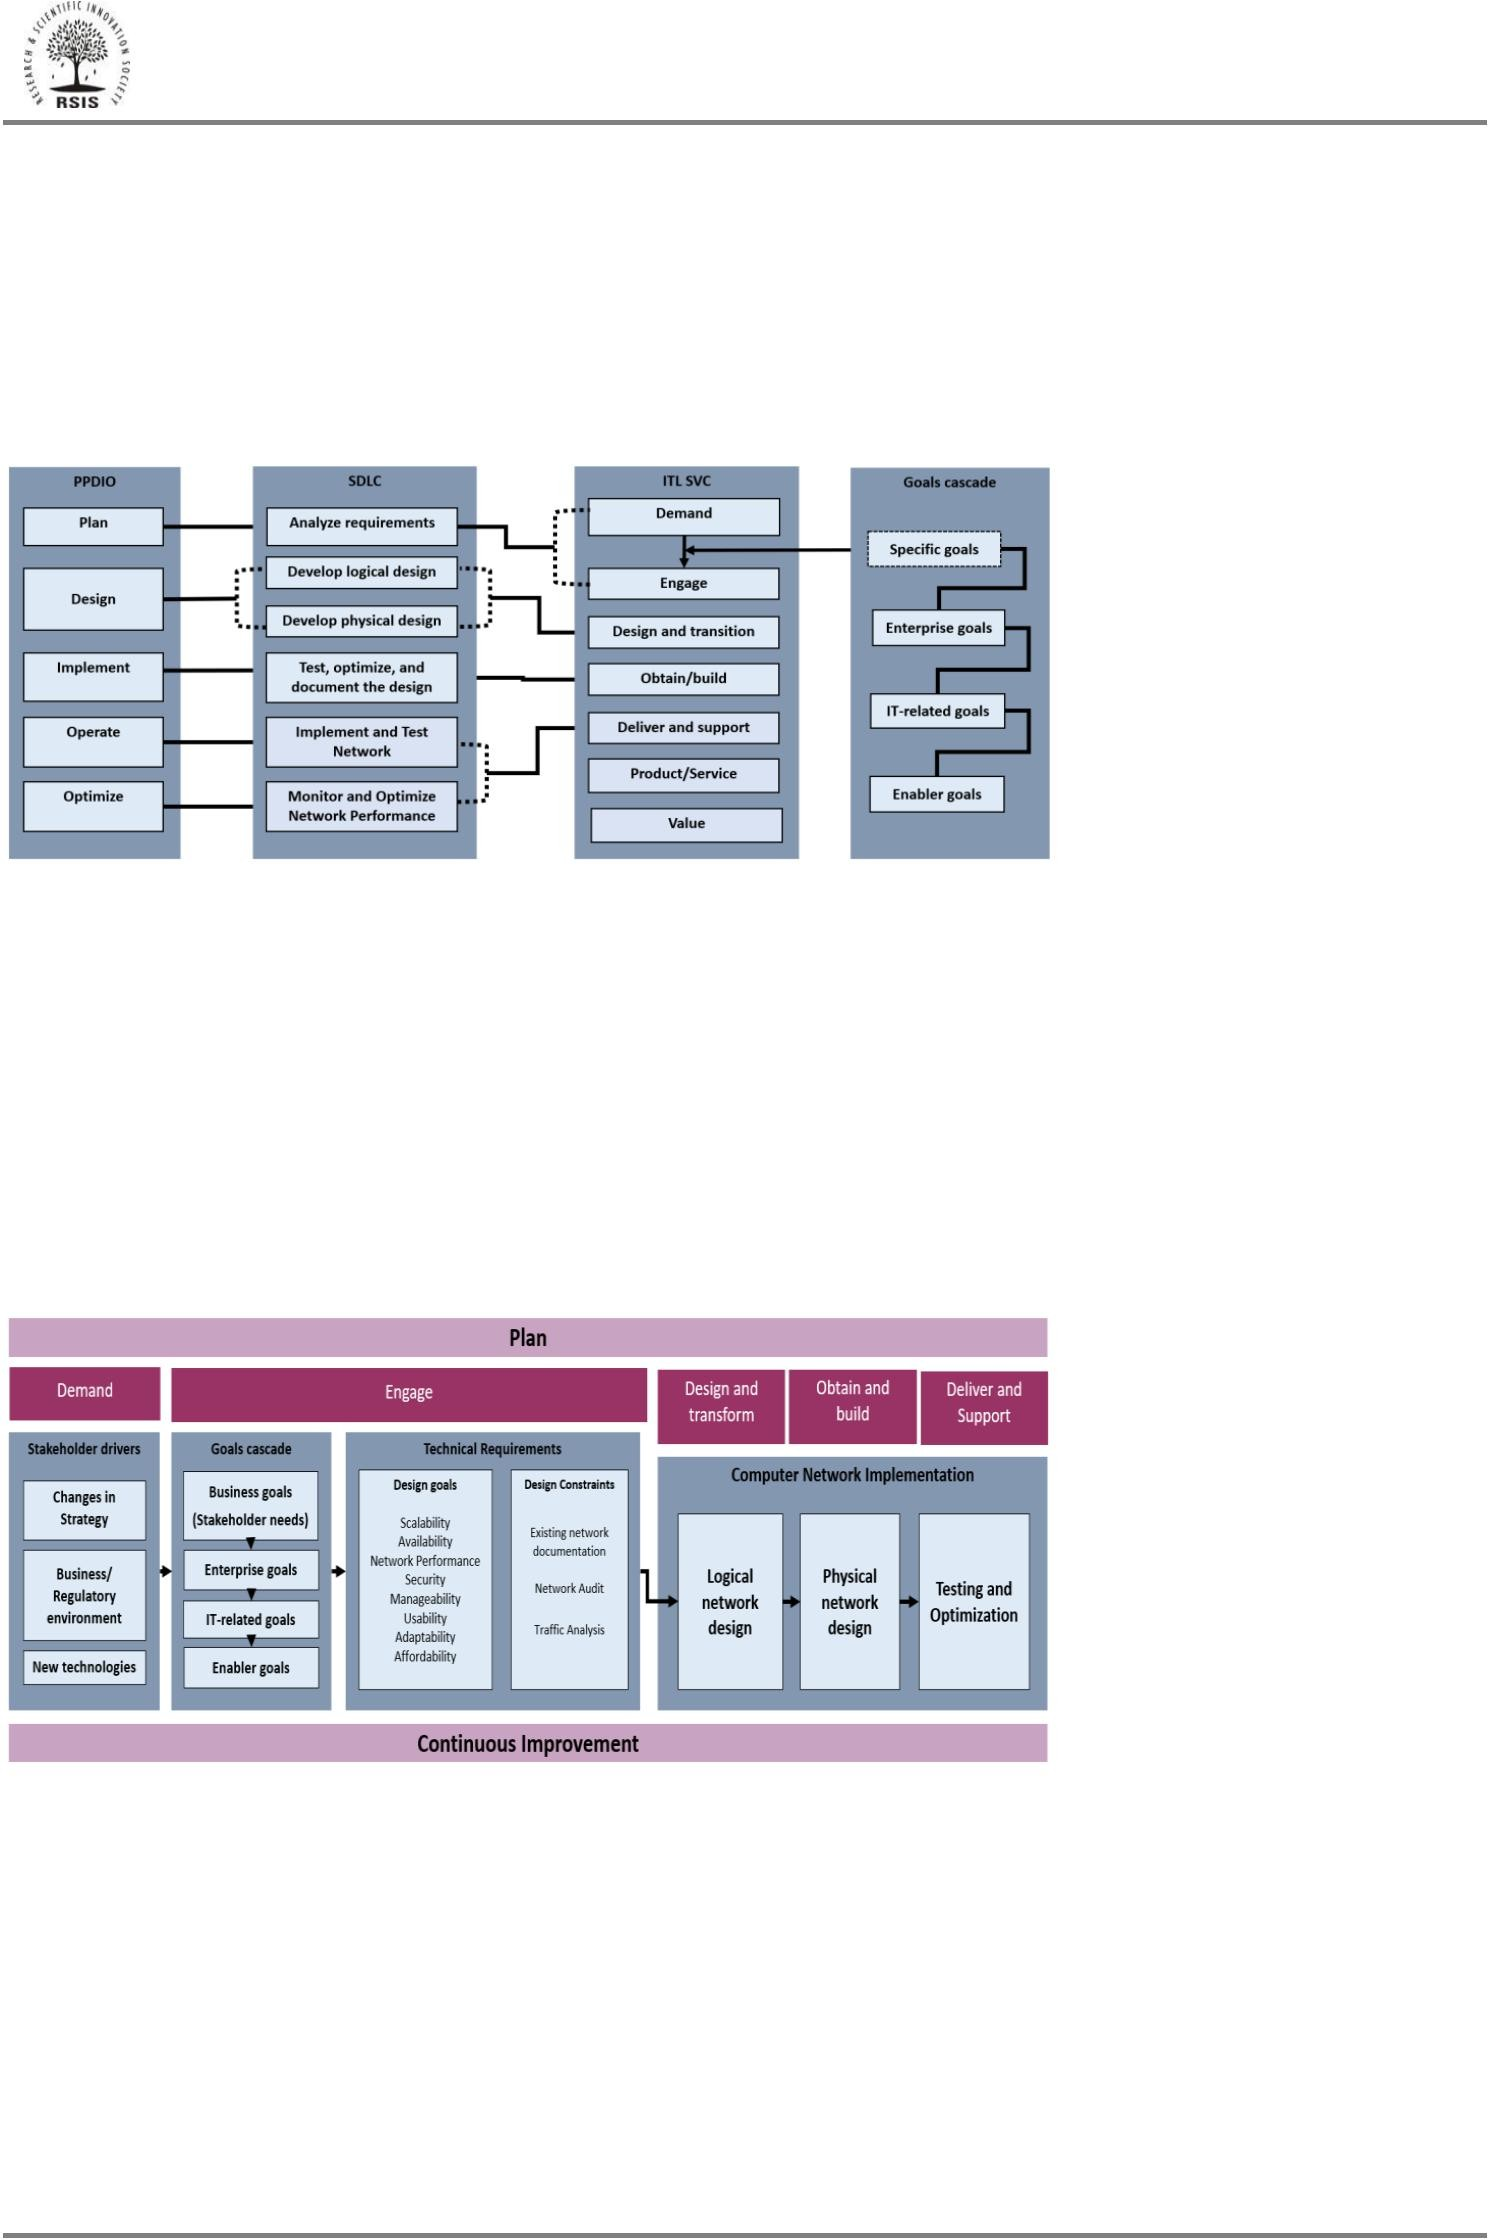 RESEARCH & SCIENTIFIC INNOVATION SOCIETY
RSIS
PPDIO
Plan
Design
Implement
Operate
Optimize
SDLC
Analyze requirements
Develop logical design
Develop physical design
Test, optimize, and
document the design
Implement and Test
Network
Monitor and Optimize
Network Performance
ITL SVC
Demand
Engage
Design and transition
Obtain/build
Deliver and support
Product/Service
Value
Goals cascade
Specific goals
Enterprise goals
IT-related goals
Enabler goals
Plan
Demand
Engage
Design and
transform
Obtain and
build
Deliver and
Support
Stakeholder drivers
Changes in
Strategy
Business/
Regulatory
environment
New technologies
Goals cascade
Business goals
(Stakeholder needs)
Enterprise goals
IT-related goals
Enabler goals
Technical Requirements
Design goals
Scalability
Availability
Network Performance
Security
Manageability
Usability
Adaptability
Affordability
Design Constraints
Existing network
documentation
Network Audit
Traffic Analysis
Computer Network Implementation
Logical
network
design
Physical
network
design
Testing and
Optimization
Continuous Improvement